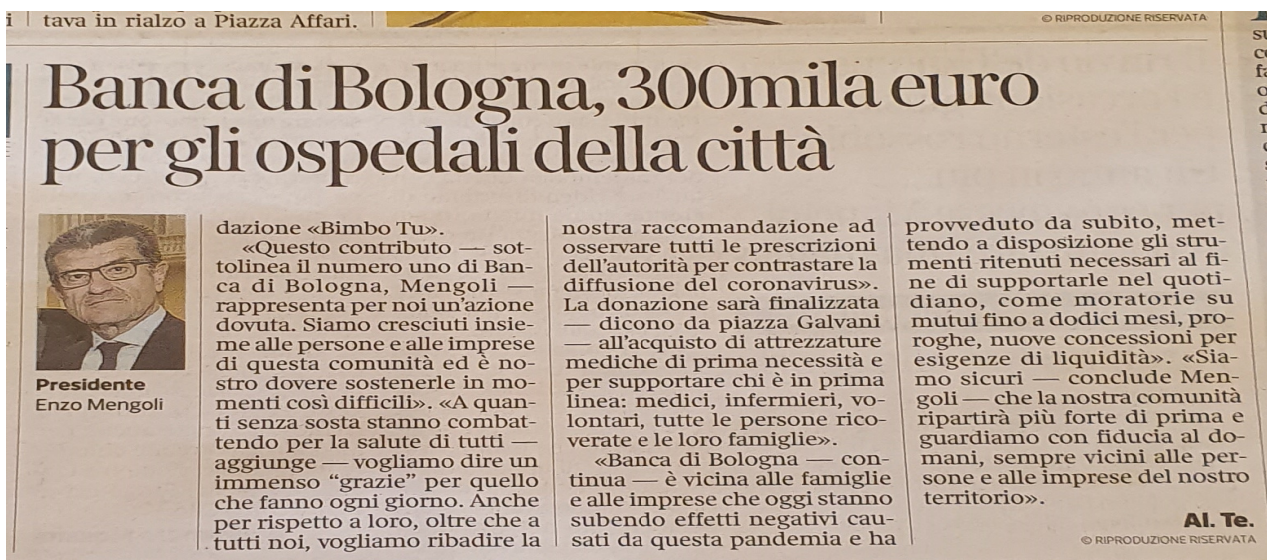 tava in rialzo a Piazza Affari.
© RIPRODUZIONE RISERVATA
Banca di Bologna, 300mila euro
per gli ospedali della città
Presidente
Enzo Mengoli
dazione «Bimbo Tu».
«Questo contributo — sot-
tolinea il numero uno di Ban-
ca di Bologna, Mengoli —
rappresenta per noi un'azione
dovuta. Siamo cresciuti insie-
me alle persone e alle imprese
di questa comunità ed è no-
stro dovere sostenerle in mo-
menti così difficili». «A quan-
ti senza sosta stanno combat-
tendo per la salute di tutti —
aggiunge — vogliamo dire un
immenso “grazie” per quello
che fanno ogni giorno. Anche
per rispetto a loro, oltre che a
tutti noi, vogliamo ribadire la
nostra raccomandazione ad
osservare tutti le prescrizioni
dell'autorità per contrastare la
diffusione del coronavirus».
La donazione sarà finalizzata
— dicono da piazza Galvani
— all'acquisto di attrezzature
mediche di prima necessità e
per supportare chi è in prima
linea: medici, infermieri, vo-
lontari, tutte le persone rico-
verate e le loro famiglie».
«Banca di Bologna — con-
tinua — è vicina alle famiglie
e alle imprese che oggi stanno
subendo effetti negativi cau-
sati da questa pandemia e ha
provveduto da subito, met-
tendo a disposizione gli stru-
menti ritenuti necessari al fi-
ne di supportarle nel quoti-
diano, come moratorie su
mutui fino a dodici mesi, pro-
roghe, nuove concessioni per
esigenze di liquidità». «Sia-
mo sicuri — conclude Men-
goli — che la nostra comunità
ripartirà più forte di prima e
guardiamo con fiducia al do-
mani, sempre vicini alle per-
sone e alle imprese del nostro
territorio».
Al. Te.
© RIPRODUZIONE RISERVATA